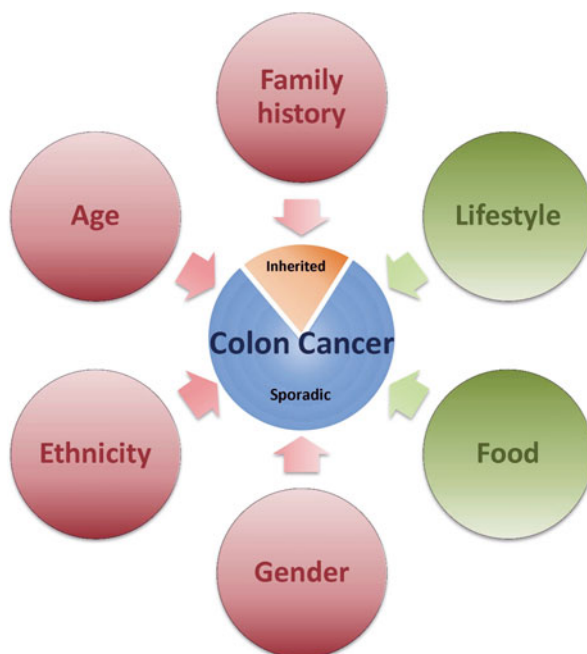 Family
history
Age
Lifestyle
Inherited
Colon Cancer
Sporadic
Ethnicity
Food
Gender